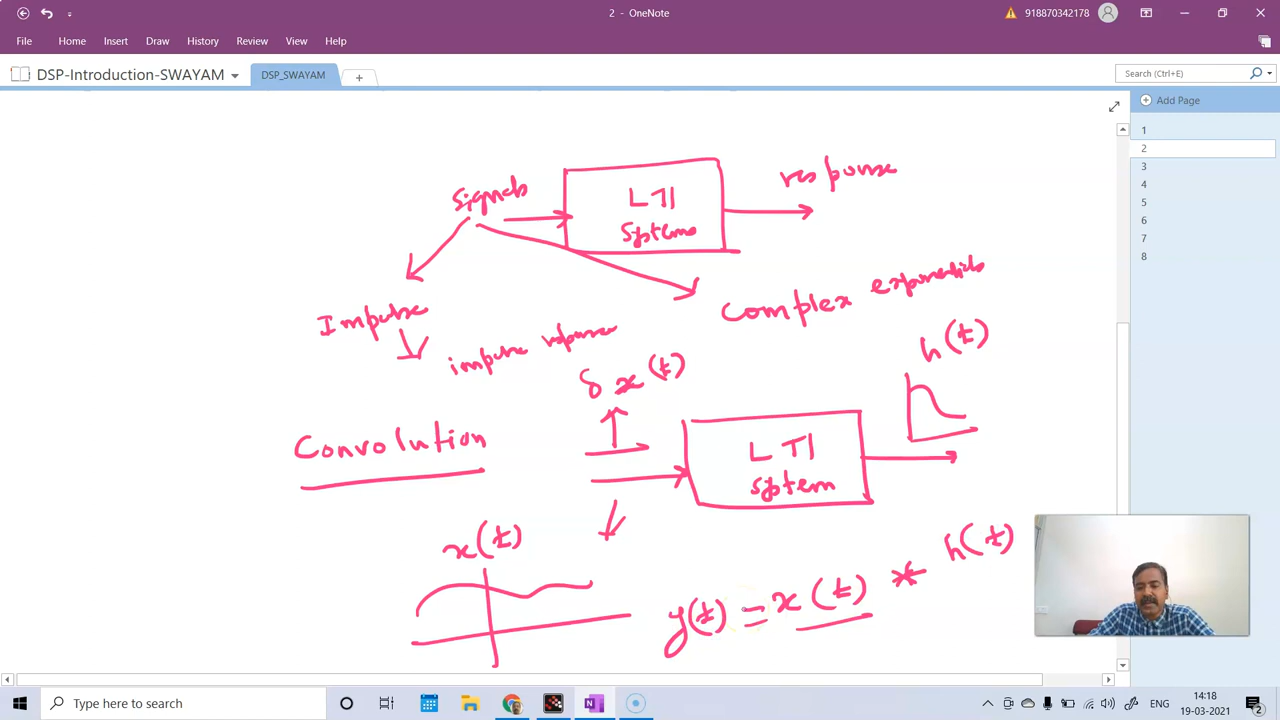 2 - OneNote
918870342178
File Home Insert Draw History Review View Help
DSP-Introduction-SWAYAM
DSP_SWAYAM
Search (Ctrl+E)
Add Page
1
2
3
4
5
6
7
8
signals
LTI
Systems
response
Impulse
Complex exponentials
impulse response
δ x(t)
h(t)
Convolution
LTI
System
x(t)
y(t) = x(t) * h(t)
Type here to search
ENG
14:18
19-03-2021
2